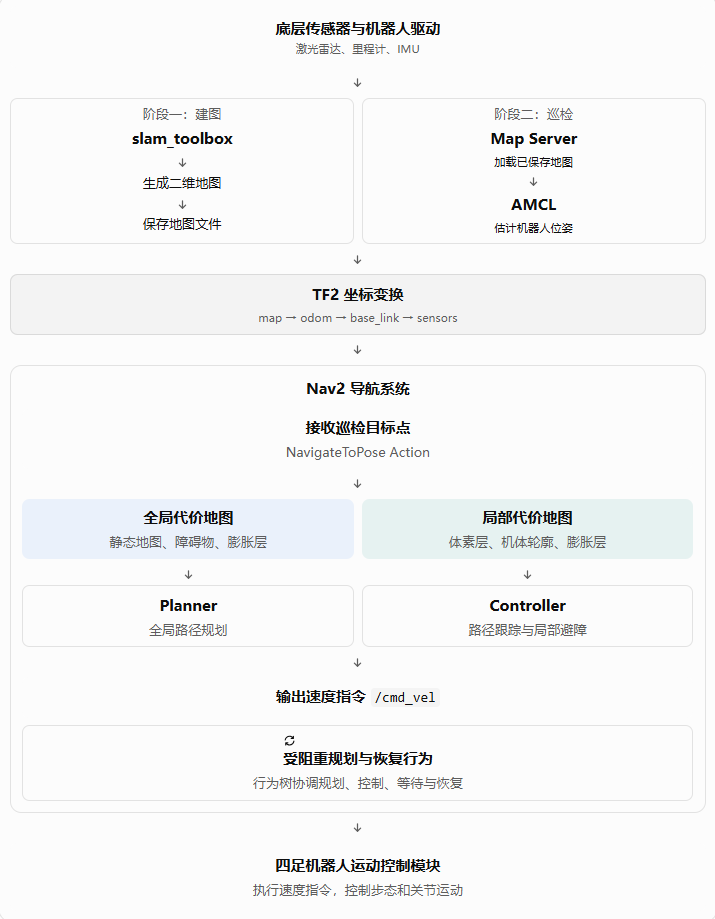 底层传感器与机器人驱动
激光雷达、里程计、IMU
↓
阶段一：建图
slam_toolbox
↓
生成二维地图
↓
保存地图文件
阶段二：巡检
Map Server
加载已保存地图
↓
AMCL
估计机器人位姿
↓
TF2 坐标变换
map → odom → base_link → sensors
↓
Nav2 导航系统
接收巡检目标点
NavigateToPose Action
↓
全局代价地图
静态地图、障碍物、膨胀层
↓
Planner
全局路径规划
局部代价地图
体素层、机体轮廓、膨胀层
↓
Controller
路径跟踪与局部避障
↓
输出速度指令 /cmd_vel
受阻重规划与恢复行为
行为树协调规划、控制、等待与恢复
↓
四足机器人运动控制模块
执行速度指令，控制步态和关节运动